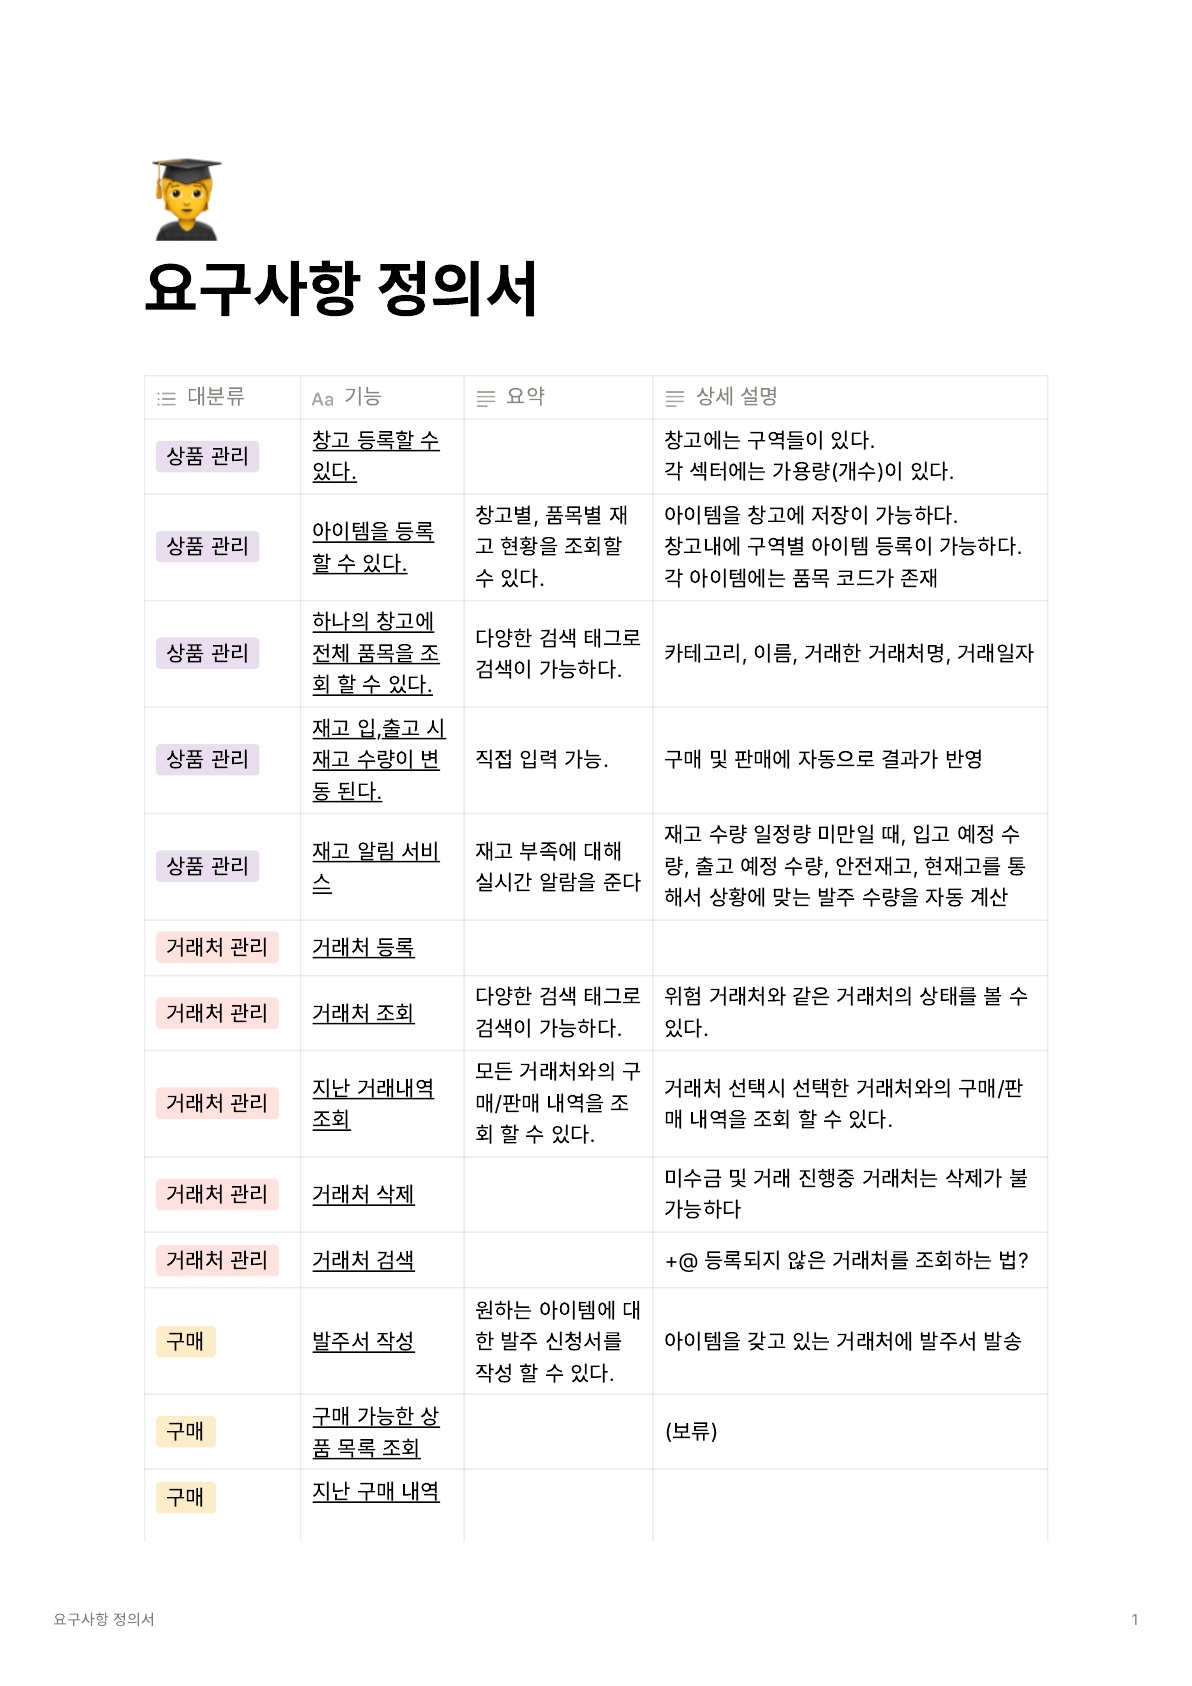 요구사항 정의서
대분류
Aa 기능
요약
상세 설명
상품 관리
창고 등록할 수
있다.
창고에는 구역들이 있다.
각 섹터에는 가용량(개수)이 있다.
상품 관리
아이템을 등록
할 수 있다.
창고별, 품목별 재
고 현황을 조회할
수 있다.
아이템을 창고에 저장이 가능하다.
창고내에 구역별 아이템 등록이 가능하다.
각 아이템에는 품목 코드가 존재
상품 관리
하나의 창고에
전체 품목을 조
회 할 수 있다.
다양한 검색 태그로
검색이 가능하다.
카테고리, 이름, 거래한 거래처명, 거래일자
상품 관리
재고 입,출고 시
재고 수량이 변
동 된다.
직접 입력 가능.
구매 및 판매에 자동으로 결과가 반영
상품 관리
재고 알림 서비
스
재고 부족에 대해
실시간 알람을 준다
재고 수량 일정량 미만일 때, 입고 예정 수
량, 출고 예정 수량, 안전재고, 현재고를 통
해서 상황에 맞는 발주 수량을 자동 계산
거래처 관리
거래처 등록
거래처 관리
거래처 조회
다양한 검색 태그로
검색이 가능하다.
위험 거래처와 같은 거래처의 상태를 볼 수
있다.
거래처 관리
지난 거래내역
조회
모든 거래처와의 구
매/판매 내역을 조
회 할 수 있다.
거래처 선택시 선택한 거래처와의 구매/판
매 내역을 조회 할 수 있다.
거래처 관리
거래처 삭제
미수금 및 거래 진행중 거래처는 삭제가 불
가능하다
거래처 관리
거래처 검색
+@ 등록되지 않은 거래처를 조회하는 법?
구매
발주서 작성
원하는 아이템에 대
한 발주 신청서를
작성 할 수 있다.
아이템을 갖고 있는 거래처에 발주서 발송
구매
구매 가능한 상
품 목록 조회
(보류)
구매
지난 구매 내역
요구사항 정의서
1